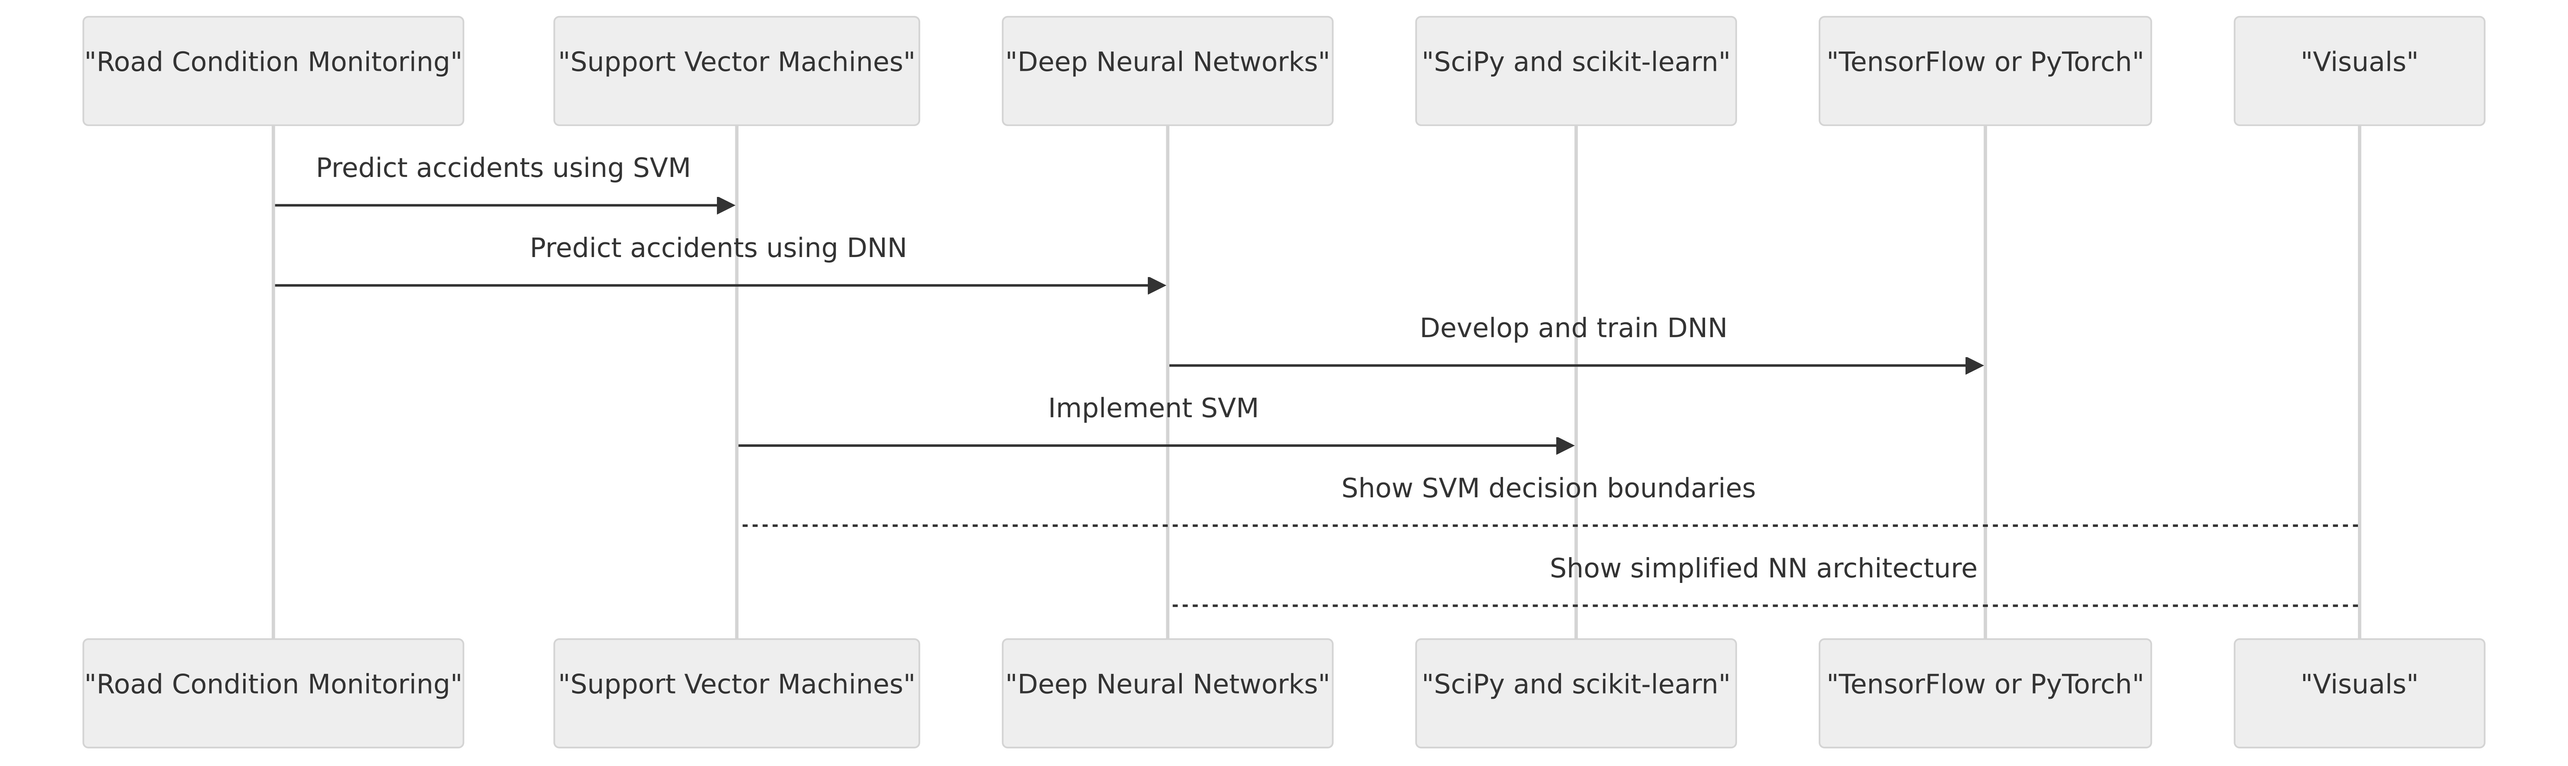 "Road Condition Monitoring"
"Support Vector Machines"
"Deep Neural Networks"
"SciPy and scikit-learn"
"TensorFlow or PyTorch"
"Visuals"
Predict accidents using SVM
Predict accidents using DNN
Develop and train DNN
Implement SVM
Show SVM decision boundaries
Show simplified NN architecture
"Road Condition Monitoring"
"Support Vector Machines"
"Deep Neural Networks"
"SciPy and scikit-learn"
"TensorFlow or PyTorch"
"Visuals"